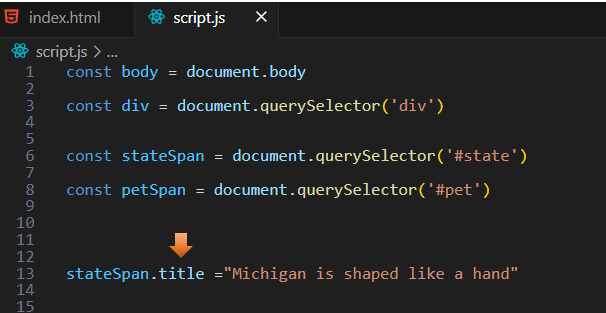 index.html script.js ×
script.js > ...
1 const body = document.body
2
3 const div = document.querySelector('div')
4
5
6 const stateSpan = document.querySelector('#state')
7
8 const petSpan = document.querySelector('#pet')
9
10
11
12
13 stateSpan.title ="Michigan is shaped like a hand"
14
15